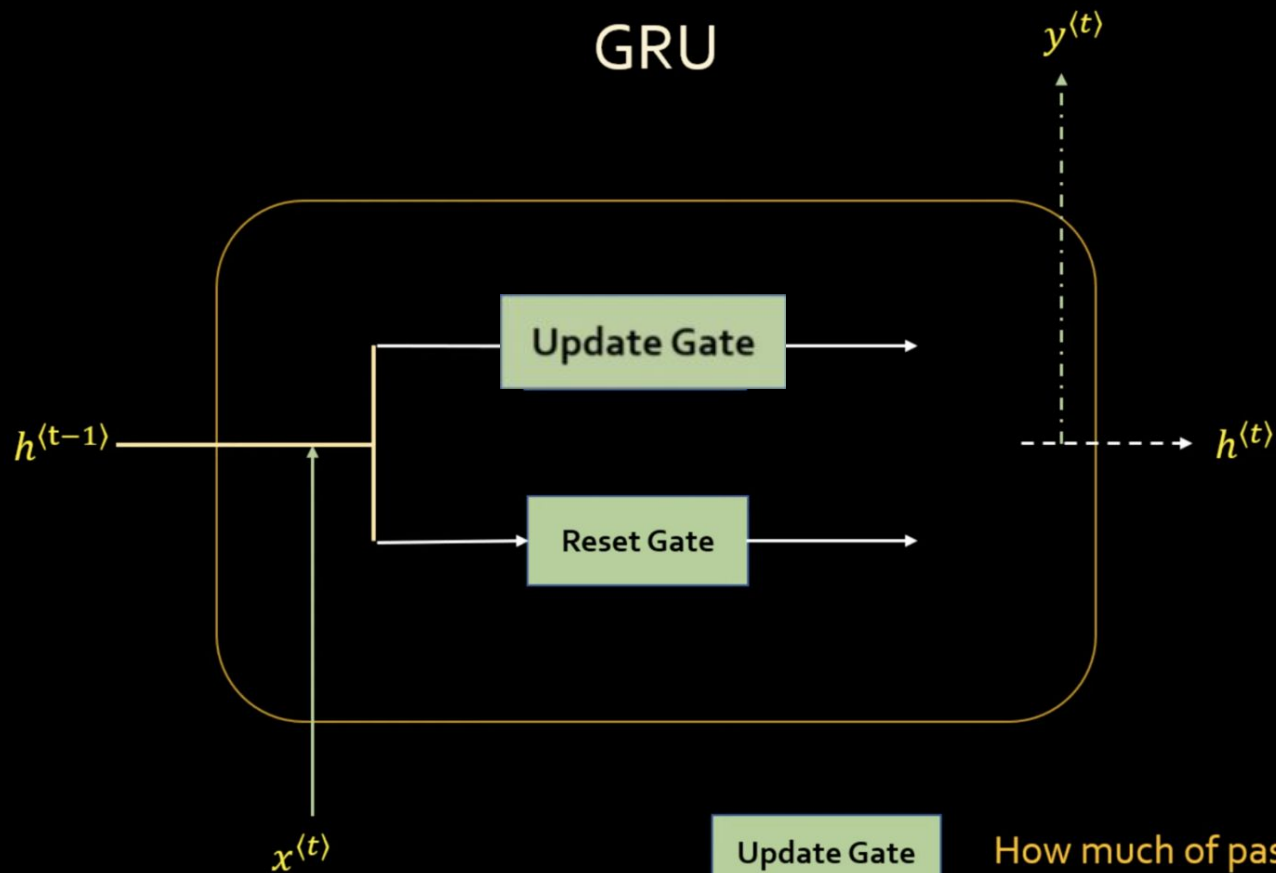 GRU
y⟨t⟩
Update Gate
h⟨t−1⟩
h⟨t⟩
Reset Gate
x⟨t⟩
Update Gate How much of pas